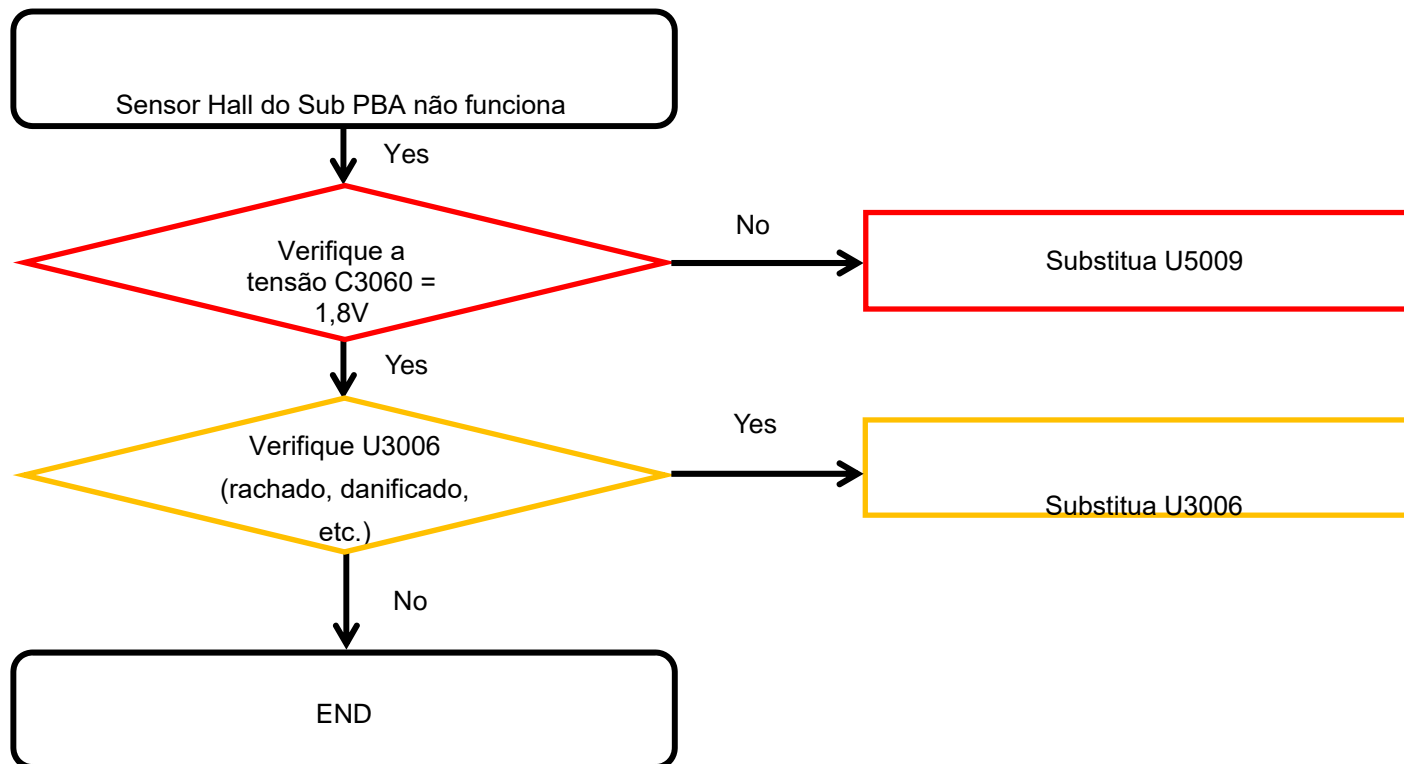 Sensor Hall do Sub PBA não funciona
Yes
Verifique a
tensão C3060 =
1,8V
No
Substitua U5009
Yes
Verifique U3006
(rachado, danificado,
etc.)
Yes
Substitua U3006
No
END